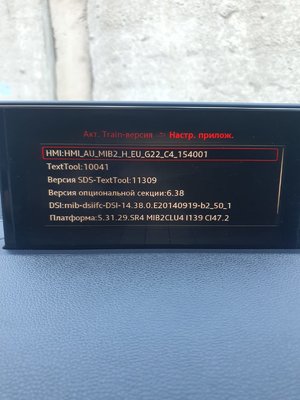 Акт. Train-версия -> Настр. прилож.
HMI:HMI_AU_MIB2_H_EU_G22_C4_154001
TextTool:10041
Версия SDS-TextTool:11309
Версия опциональной секции:6.38
DSI:mib-dsiifc-DSI-14.38.0.E20140919-b2_50_1
Платформа:5.31.29.SR4 MIB2CLU4 I139 CI47.2